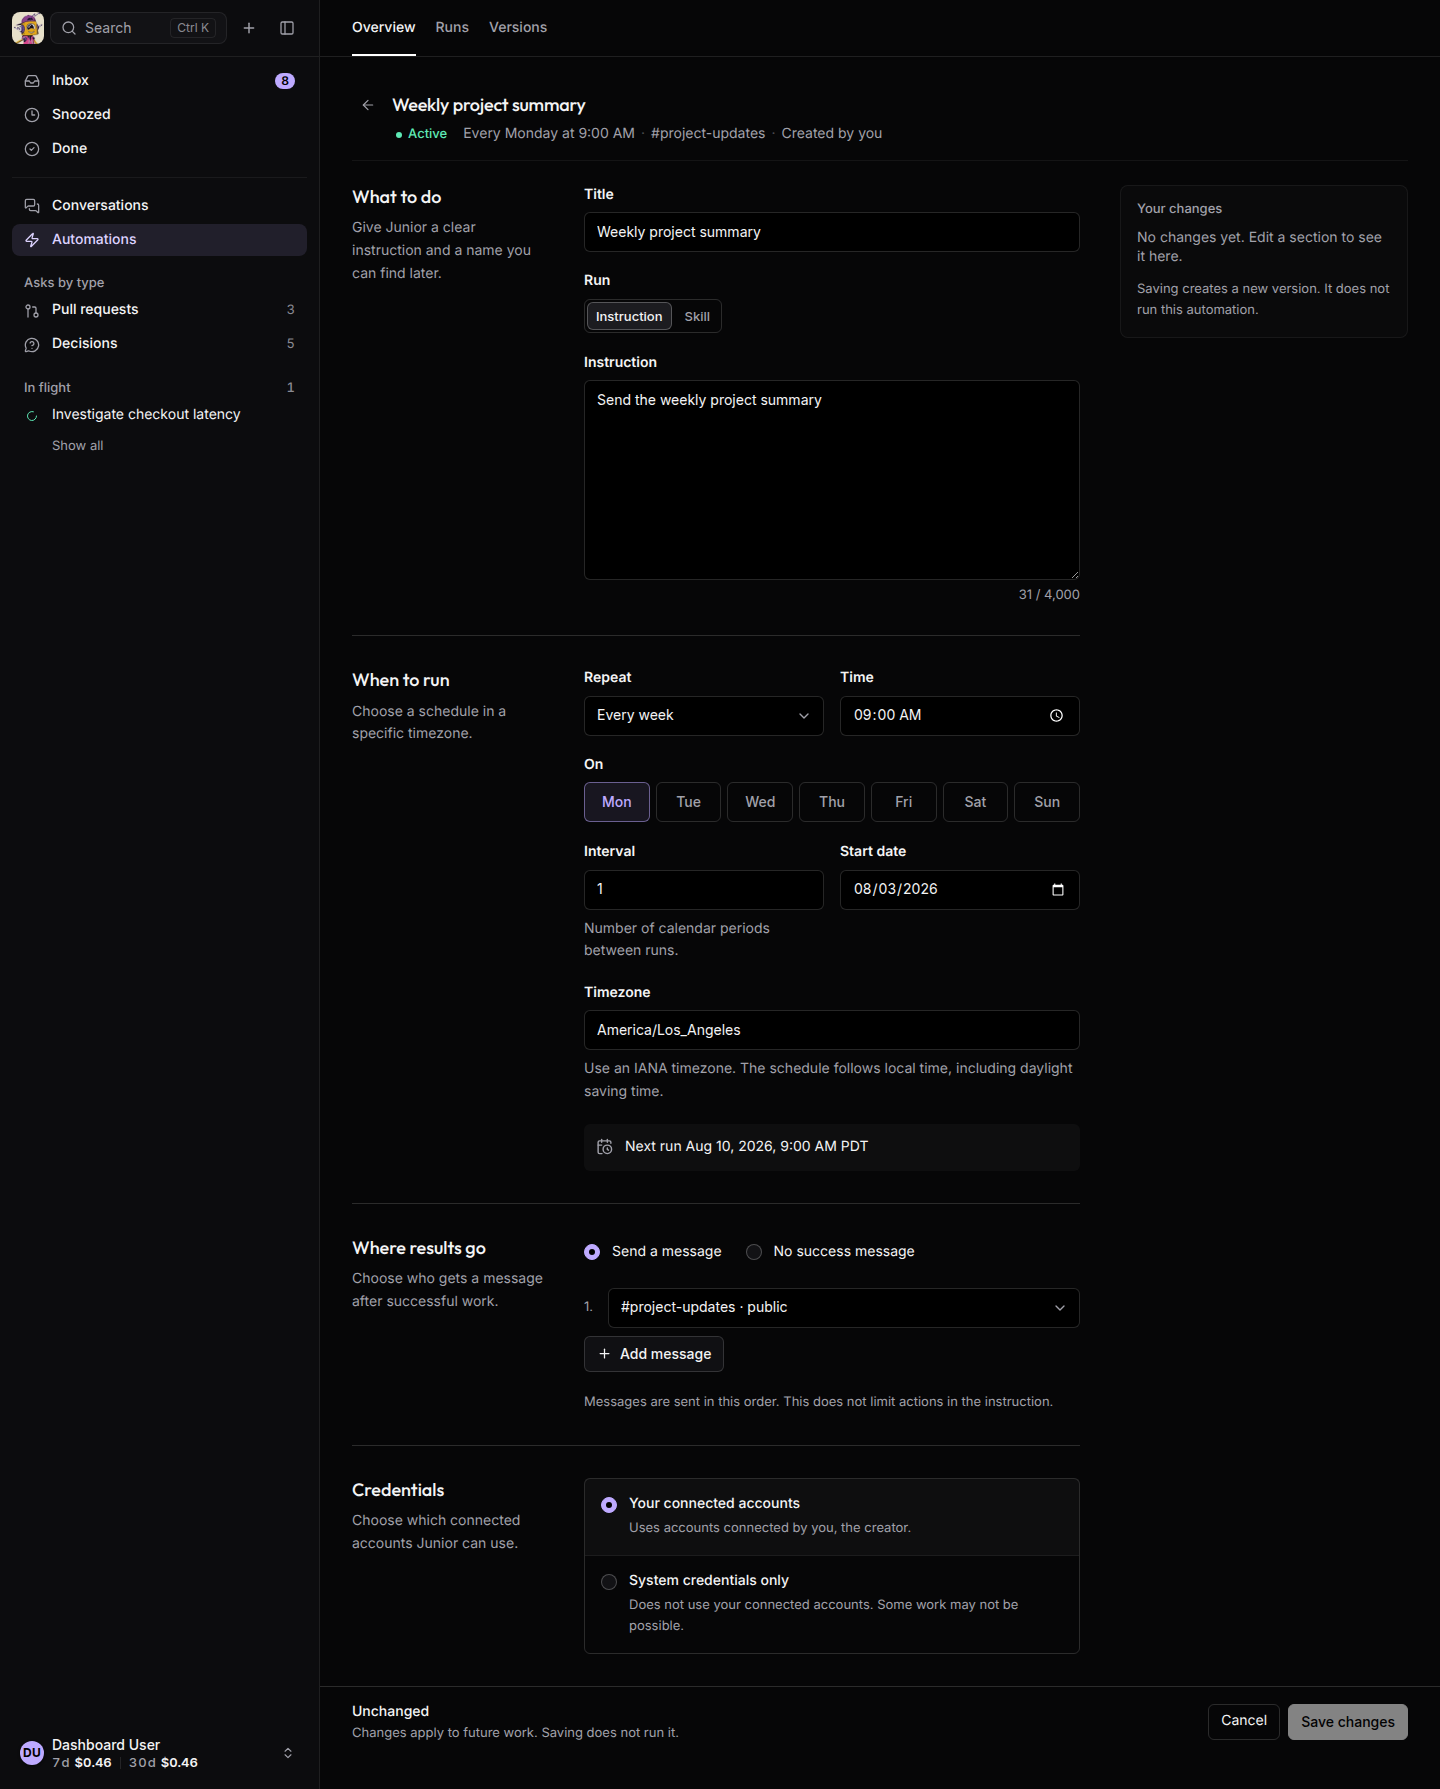 Search
Ctrl K
Inbox
8
Snoozed
Done
Conversations
Automations
Asks by type
Pull requests
3
Decisions
5
In flight
1
Investigate checkout latency
Show all
DU
Dashboard User
7d $0.46 | 30d $0.46
Overview
Runs
Versions
Weekly project summary
Active
Every Monday at 9:00 AM · #project-updates · Created by you
What to do
Give Junior a clear
instruction and a name you
can find later.
Title
Weekly project summary
Run
Instruction
Skill
Instruction
Send the weekly project summary
31 / 4,000
Your changes
No changes yet. Edit a section to see
it here.
Saving creates a new version. It does not
run this automation.
When to run
Choose a schedule in a
specific timezone.
Repeat
Every week
Time
09:00 AM
On
Mon
Tue
Wed
Thu
Fri
Sat
Sun
Interval
1
Number of calendar periods
between runs.
Start date
08/03/2026
Timezone
America/Los_Angeles
Use an IANA timezone. The schedule follows local time, including daylight
saving time.
Next run Aug 10, 2026, 9:00 AM PDT
Where results go
Choose who gets a message
after successful work.
Send a message
No success message
1.
#project-updates · public
Add message
Messages are sent in this order. This does not limit actions in the instruction.
Credentials
Choose which connected
accounts Junior can use.
Your connected accounts
Uses accounts connected by you, the creator.
System credentials only
Does not use your connected accounts. Some work may not be
possible.
Unchanged
Changes apply to future work. Saving does not run it.
Cancel
Save changes